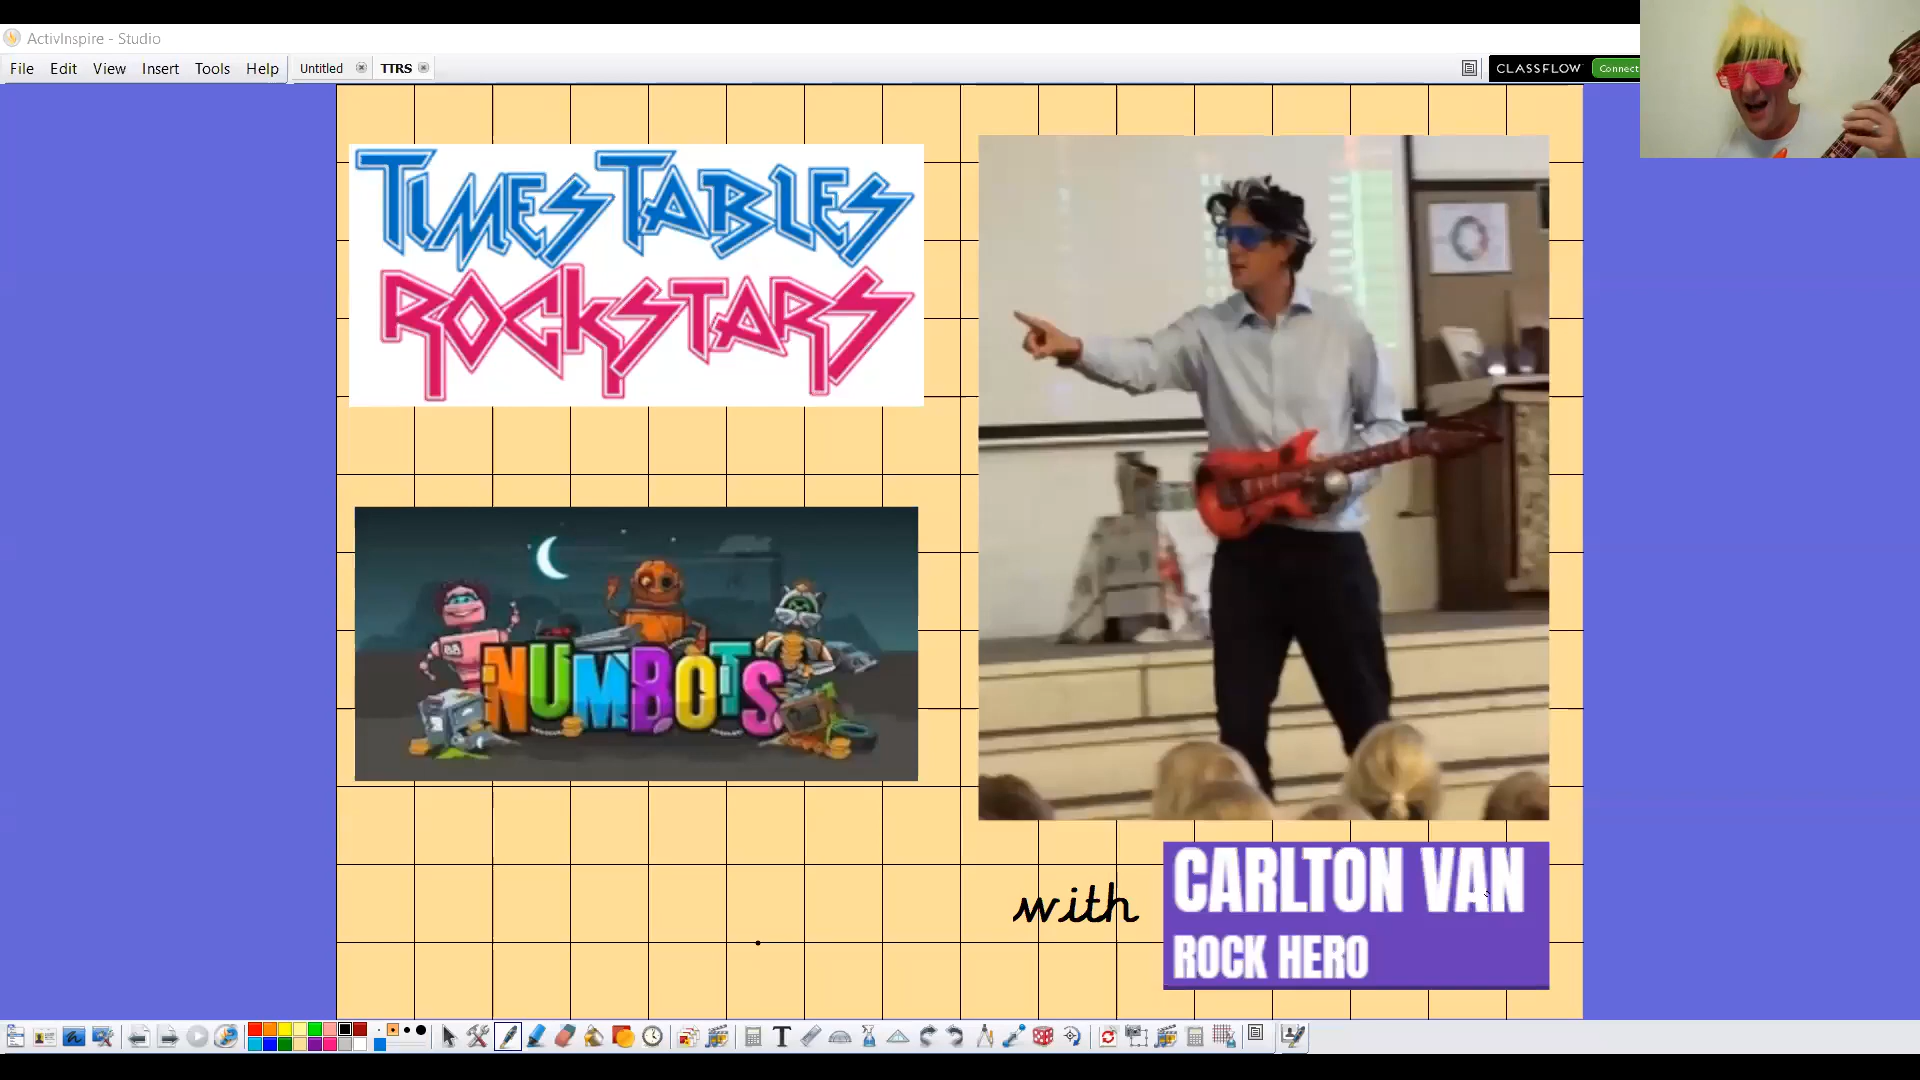 ActivInspire - Studio
File Edit View Insert Tools Help
Untitled TTRS
CLASSFLOW Connect
TIMES TABLES
ROCKSTARS
BB
NUMBOTS
with
CARLTON VAN
ROCK HERO
T